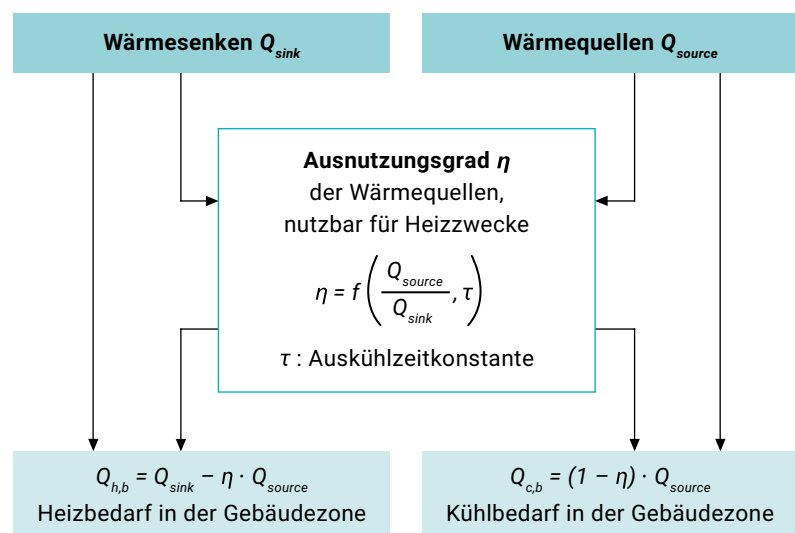 Wärmesenken Q_sink
Wärmequellen Q_source
Ausnutzungsgrad η
der Wärmequellen,
nutzbar für Heizzwecke
η = f ( Q_source / Q_sink , τ )
τ : Auskühlzeitkonstante
Q_h,b = Q_sink – η · Q_source
Heizbedarf in der Gebäudezone
Q_c,b = (1 – η) · Q_source
Kühlbedarf in der Gebäudezone